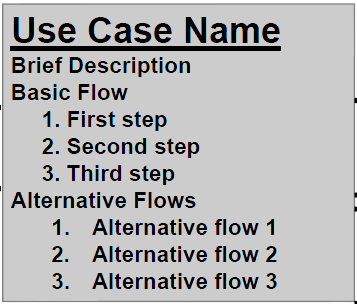 Use Case Name
Brief Description
Basic Flow
1. First step
2. Second step
3. Third step
Alternative Flows
1. Alternative flow 1
2. Alternative flow 2
3. Alternative flow 3